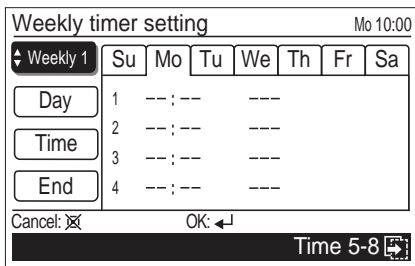 Weekly timer setting Mo 10:00
Weekly 1 Su Mo Tu We Th Fr Sa
Day 1 --:-- ---
2 --:-- ---
Time 3 --:-- ---
End 4 --:-- ---
Cancel: OK:
Time 5-8